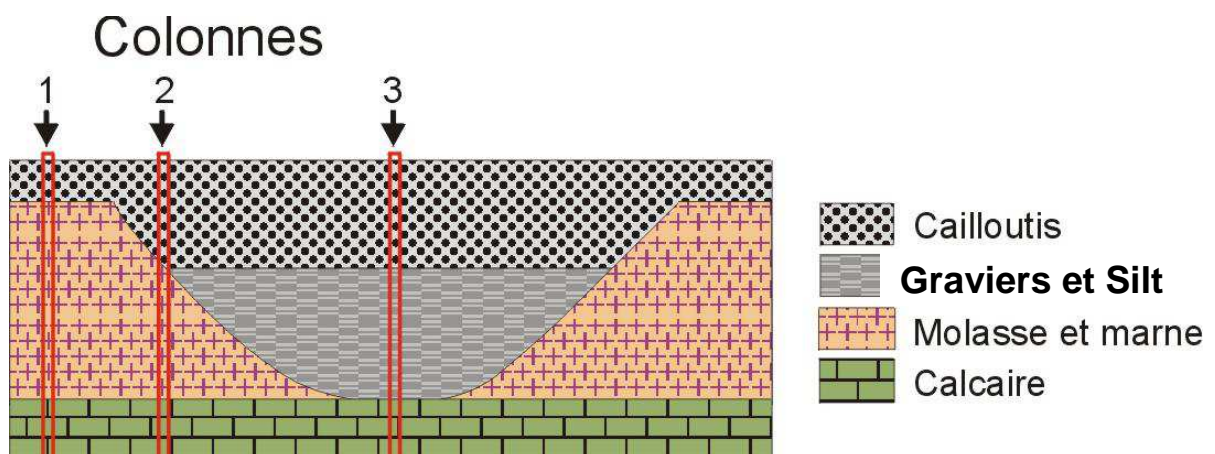 Colonnes
1 2 3
Cailloutis
Graviers et Silt
Molasse et marne
Calcaire